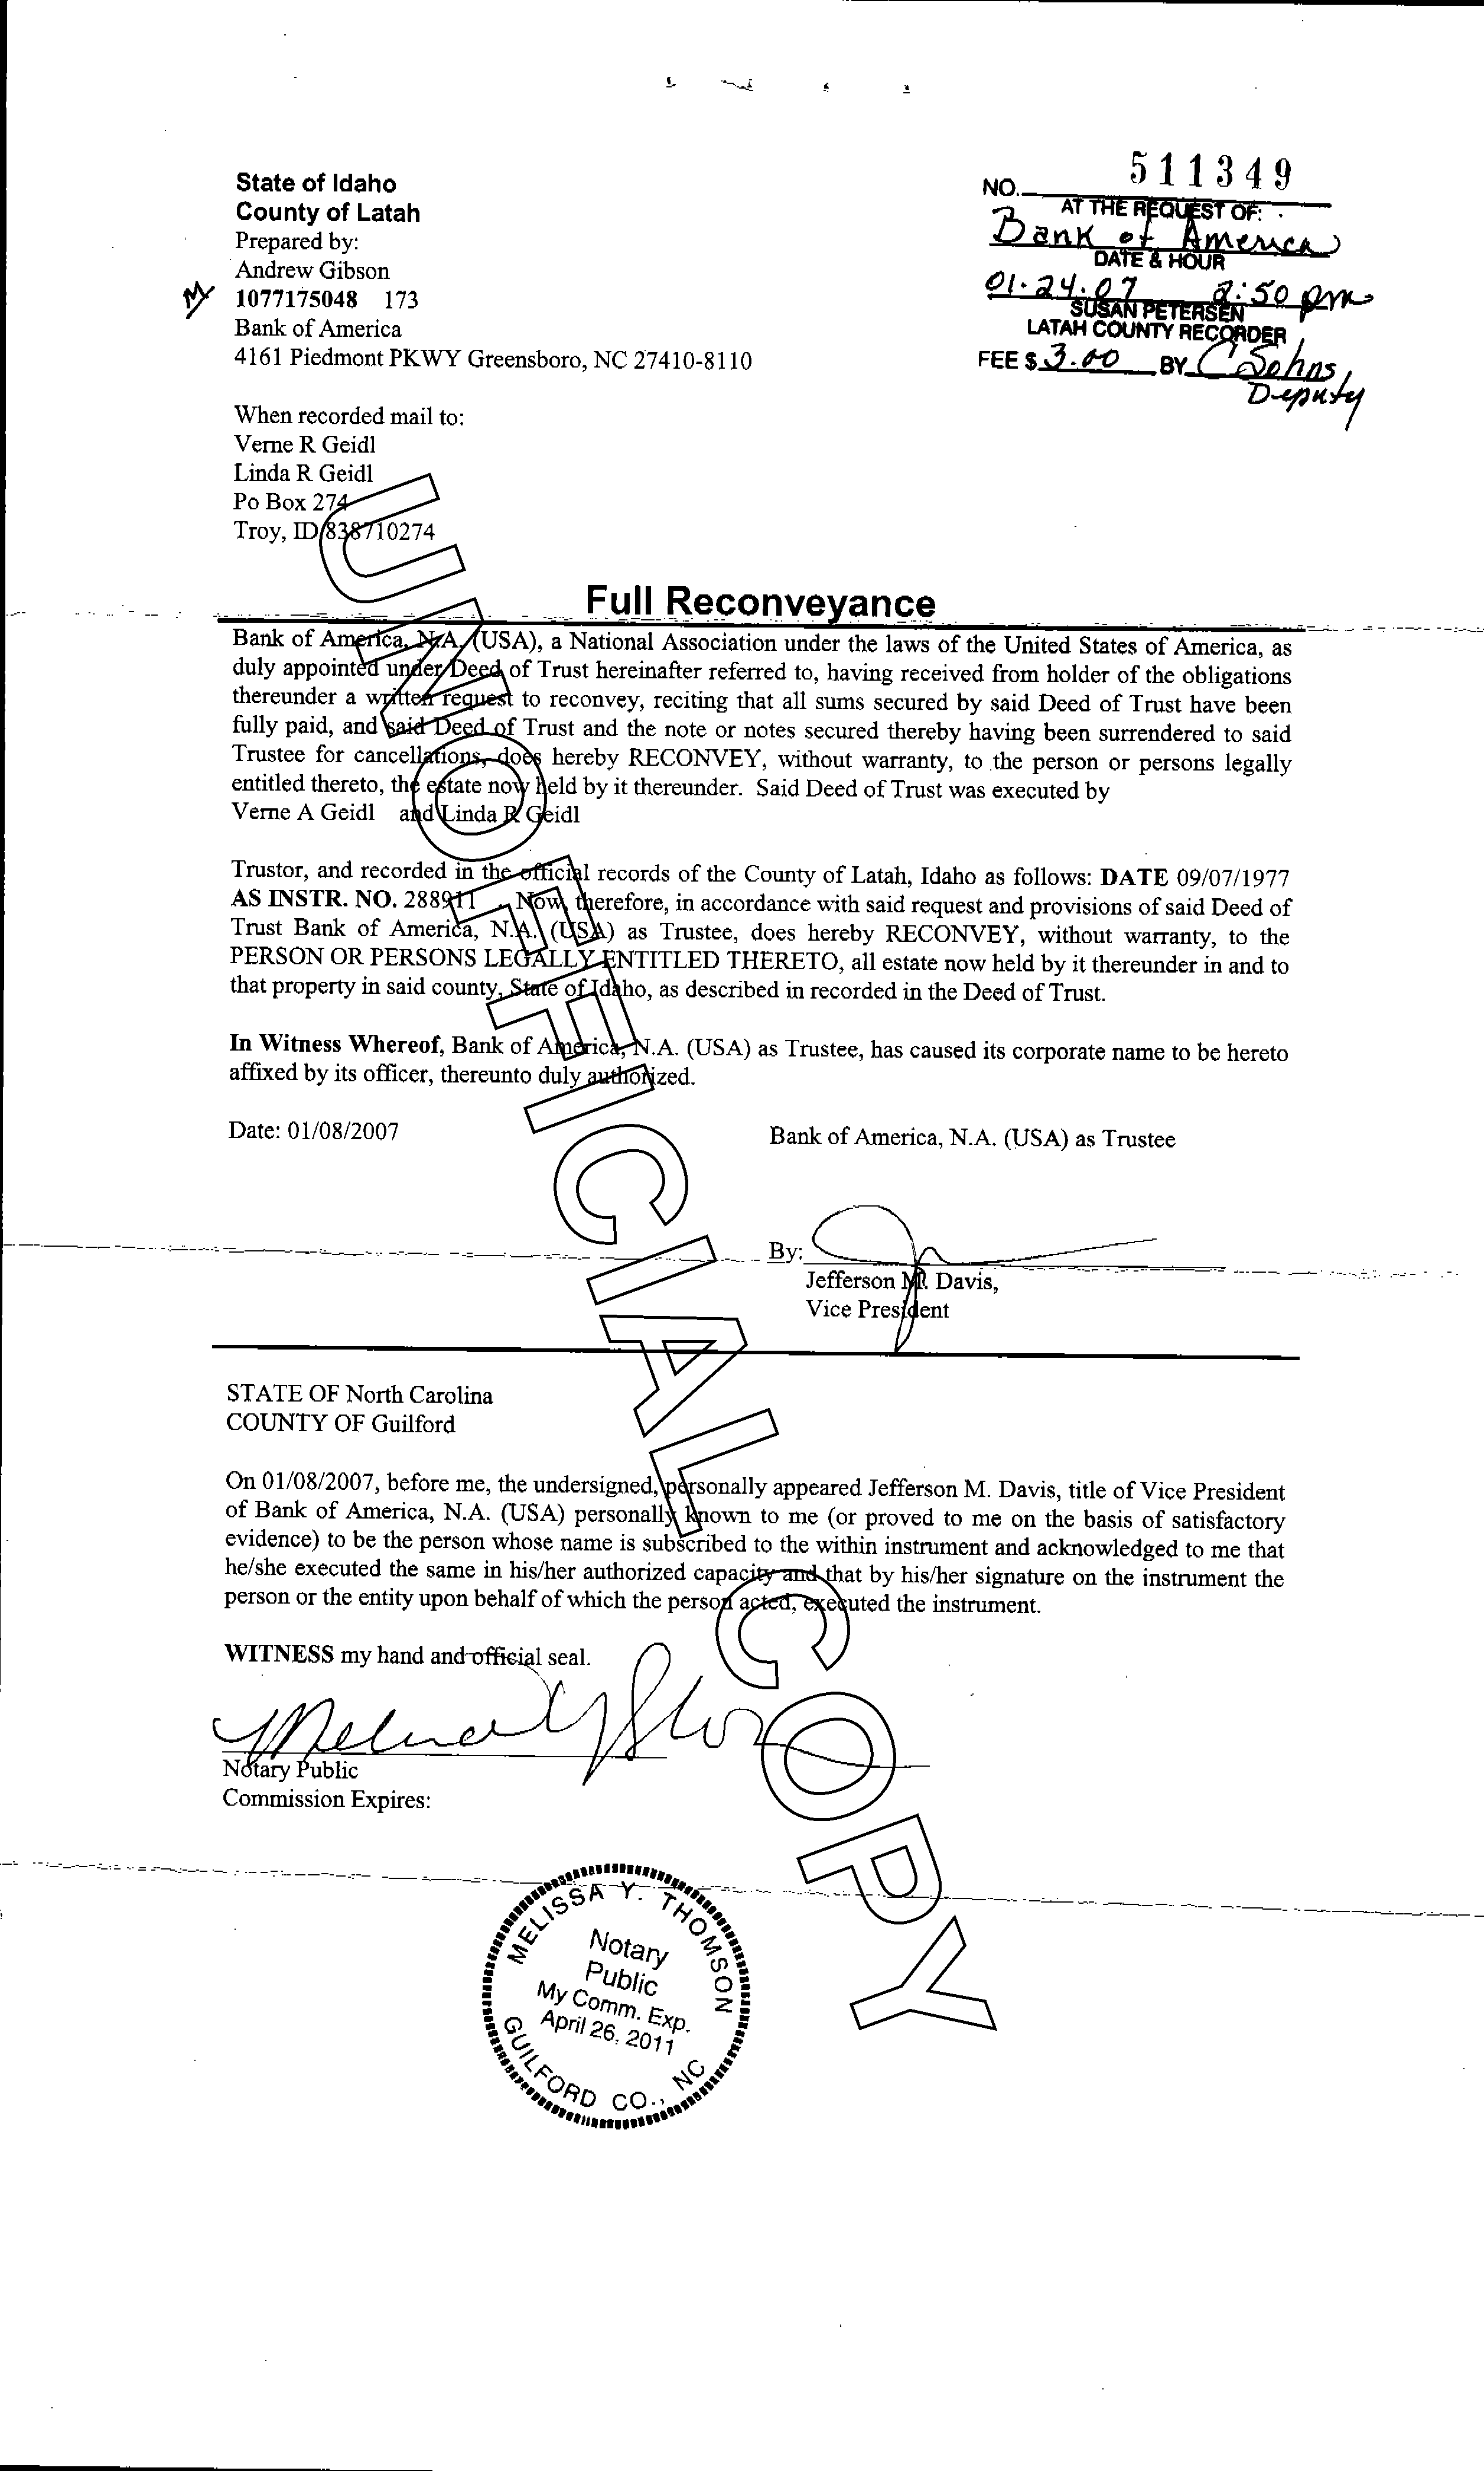 State of Idaho
County of Latah
Prepared by:
Andrew Gibson
1077175048 173
Bank of America
4161 Piedmont PKWY Greensboro, NC 27410-8110
NO. 511349
AT THE REQUEST OF:
Bank of America
DATE & HOUR
01.24.07 2:50 pm
SUSAN PETERSEN
LATAH COUNTY RECORDER
FEE $ 3.00 BY C Sohns
Deputy
When recorded mail to:
Verne R Geidl
Linda R Geidl
Po Box 274
Troy, ID 838710274
Full Reconveyance
Bank of America, N.A. (USA), a National Association under the laws of the United States of America, as
duly appointed under Deed of Trust hereinafter referred to, having received from holder of the obligations
thereunder a written request to reconvey, reciting that all sums secured by said Deed of Trust have been
fully paid, and said Deed of Trust and the note or notes secured thereby having been surrendered to said
Trustee for cancellations, does hereby RECONVEY, without warranty, to the person or persons legally
entitled thereto, the estate now held by it thereunder. Said Deed of Trust was executed by
Verne A Geidl and Linda R Geidl
Trustor, and recorded in the official records of the County of Latah, Idaho as follows: DATE 09/07/1977
AS INSTR. NO. 288911 . Now, therefore, in accordance with said request and provisions of said Deed of
Trust Bank of America, N.A. (USA) as Trustee, does hereby RECONVEY, without warranty, to the
PERSON OR PERSONS LEGALLY ENTITLED THERETO, all estate now held by it thereunder in and to
that property in said county, State of Idaho, as described in recorded in the Deed of Trust.
In Witness Whereof, Bank of America, N.A. (USA) as Trustee, has caused its corporate name to be hereto
affixed by its officer, thereunto duly authorized.
Date: 01/08/2007
Bank of America, N.A. (USA) as Trustee
By:
Jefferson M. Davis,
Vice President
STATE OF North Carolina
COUNTY OF Guilford
On 01/08/2007, before me, the undersigned, personally appeared Jefferson M. Davis, title of Vice President
of Bank of America, N.A. (USA) personally known to me (or proved to me on the basis of satisfactory
evidence) to be the person whose name is subscribed to the within instrument and acknowledged to me that
he/she executed the same in his/her authorized capacity and that by his/her signature on the instrument the
person or the entity upon behalf of which the person acted, executed the instrument.
WITNESS my hand and official seal.
Notary Public
Commission Expires:
MELISSA Y. THOMSON
Notary
Public
My Comm. Exp.
April 26, 2011
GUILFORD CO., NC
UNOFFICIAL COPY